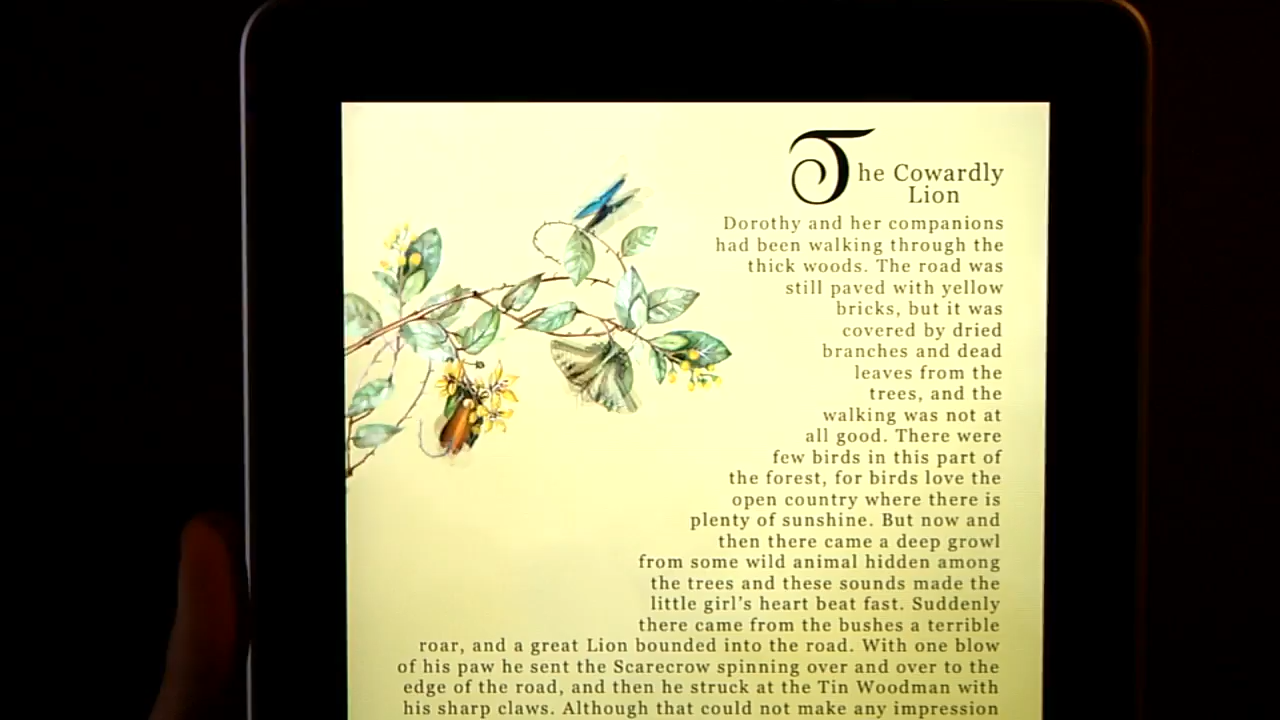 The Cowardly
Lion
Dorothy and her companions
had been walking through the
thick woods. The road was
still paved with yellow
bricks, but it was
covered by dried
branches and dead
leaves from the
trees, and the
walking was not at
all good. There were
few birds in this part of
the forest, for birds love the
open country where there is
plenty of sunshine. But now and
then there came a deep growl
from some wild animal hidden among
the trees and these sounds made the
little girl’s heart beat fast. Suddenly
there came from the bushes a terrible
roar, and a great Lion bounded into the road. With one blow
of his paw he sent the Scarecrow spinning over and over to the
edge of the road, and then he struck at the Tin Woodman with
his sharp claws. Although that could not make any impression